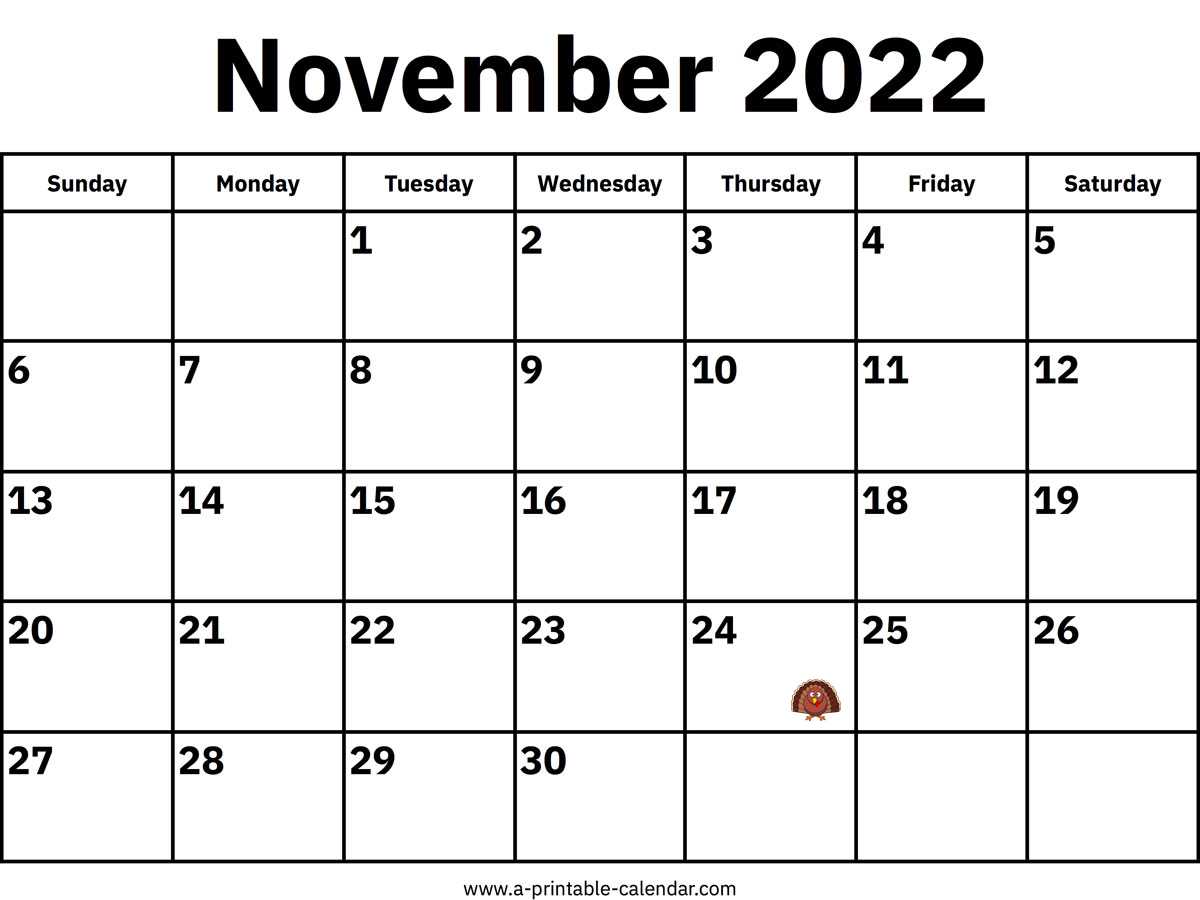 November 2022
Sunday Monday Tuesday Wednesday Thursday Friday Saturday
1 2 3 4 5
6 7 8 9 10 11 12
13 14 15 16 17 18 19
20 21 22 23 24 25 26
27 28 29 30
www.a-printable-calendar.com